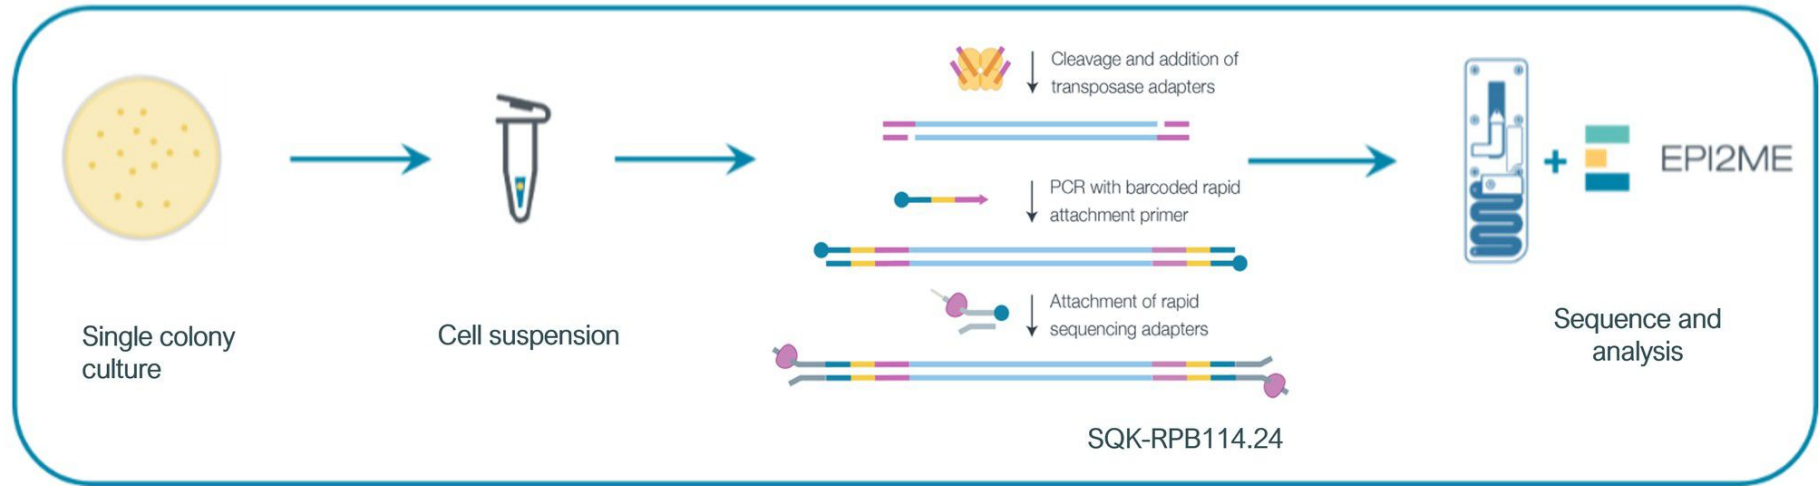 Single colony
culture
Cell suspension
Cleavage and addition of
transposase adapters
PCR with barcoded rapid
attachment primer
Attachment of rapid
sequencing adapters
SQK-RPB114.24
+
EPI2ME
Sequence and
analysis